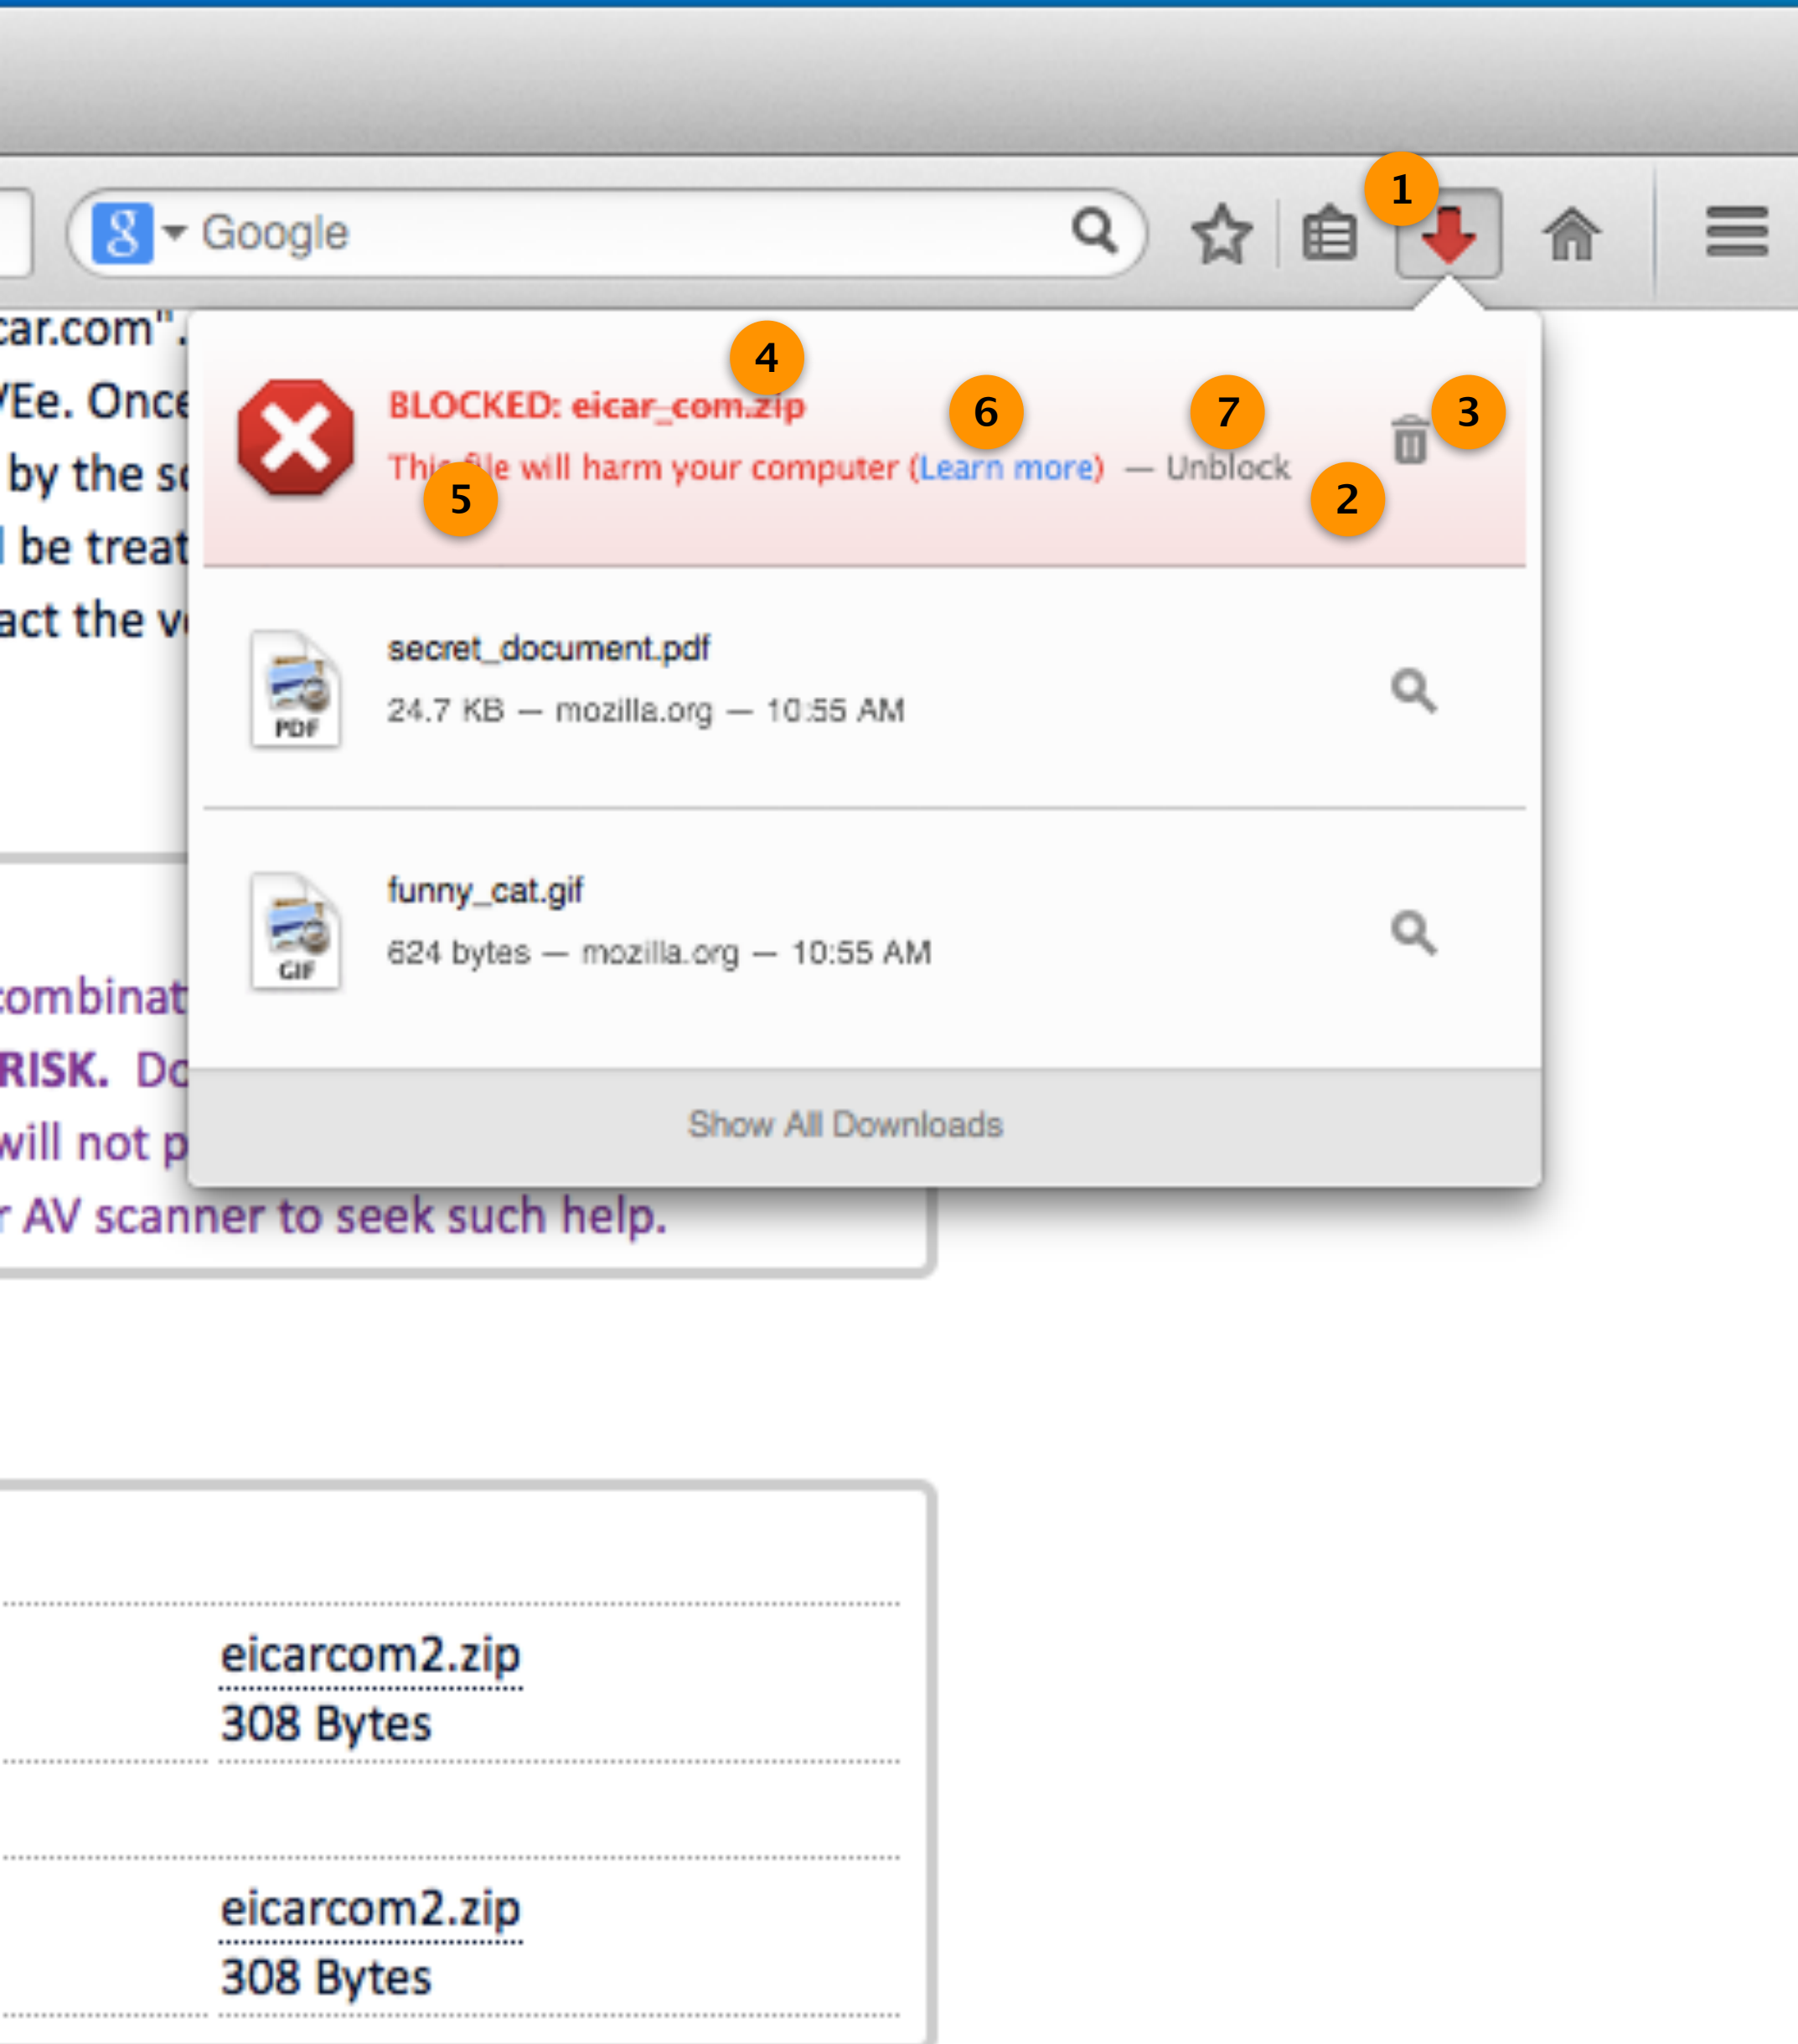 1
g Google
car.com".
VEe. Once
by the sc
be treat
act the v
4
BLOCKED: eicar_com.zip
6
7
3
This file will harm your computer (Learn more) — Unblock
5
2
secret_document.pdf
24.7 KB — mozilla.org — 10:55 AM
PDF
funny_cat.gif
624 bytes — mozilla.org — 10:55 AM
GIF
Show All Downloads
combinat
RISK. Do
will not p
r AV scanner to seek such help.
eicarcom2.zip
308 Bytes
eicarcom2.zip
308 Bytes